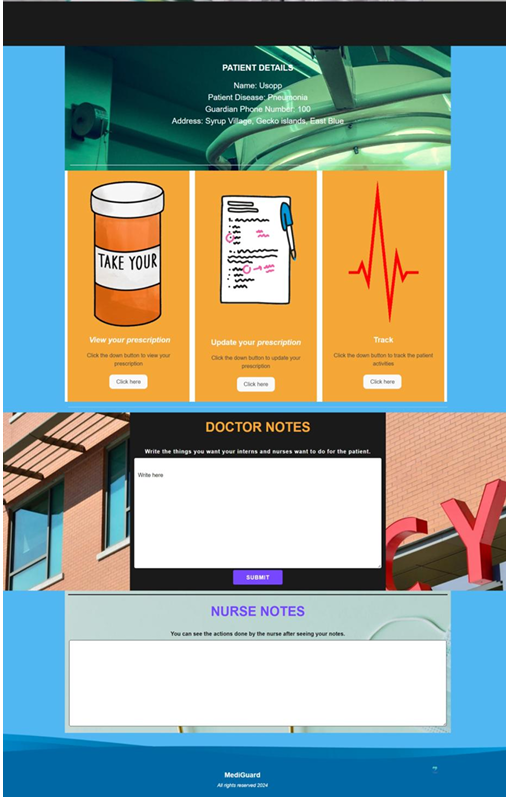 PATIENT DETAILS
Name: Usopp
Patient Disease: Pneumonia
Guardian Phone Number: 100
Address: Syrup Village, Gecko islands, East Blue
TAKE YOUR
View your prescription
Click the down button to view your
prescription
Click here
Update your prescription
Click the down button to update your
prescription
Click here
Track
Click the down button to track the patient
activities
Click here
DOCTOR NOTES
Write the things you want your interns and nurses want to do for the patient.
Write here
SUBMIT
CY
NURSE NOTES
You can see the actions done by the nurse after seeing your notes.
MediGuard
All rights reserved 2024